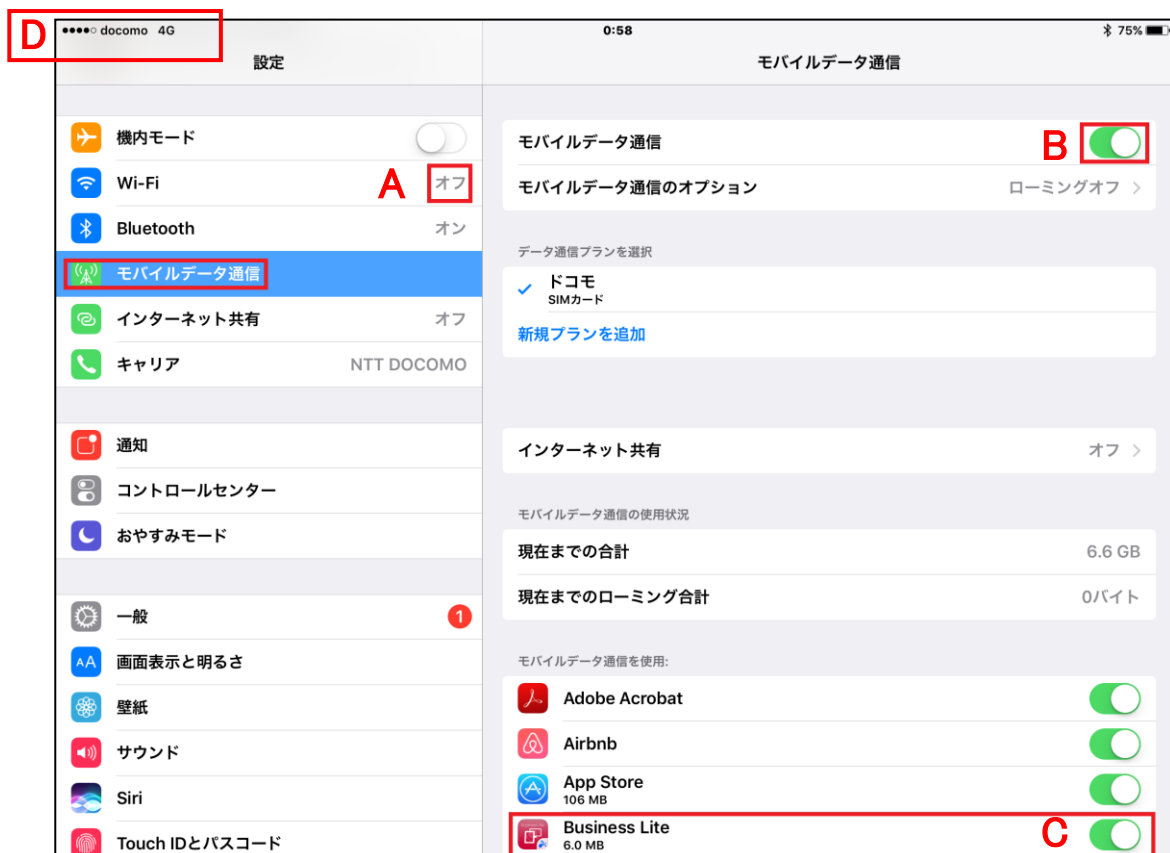 D
●●●●○ docomo 4G
0:58
75%
設定
機内モード
Wi-Fi
A
オフ
Bluetooth
オン
モバイルデータ通信
インターネット共有
オフ
キャリア
NTT DOCOMO
通知
コントロールセンター
おやすみモード
一般
1
AA 画面表示と明るさ
壁紙
サウンド
Siri
Touch IDとパスコード
モバイルデータ通信
モバイルデータ通信
B
モバイルデータ通信のオプション
ローミングオフ
データ通信プランを選択
ドコモ
SIMカード
新規プランを追加
インターネット共有
オフ
モバイルデータ通信の使用状況
現在までの合計
6.6 GB
現在までのローミング合計
0バイト
モバイルデータ通信を使用:
Adobe Acrobat
Airbnb
App Store
106 MB
Business Lite
6.0 MB
C